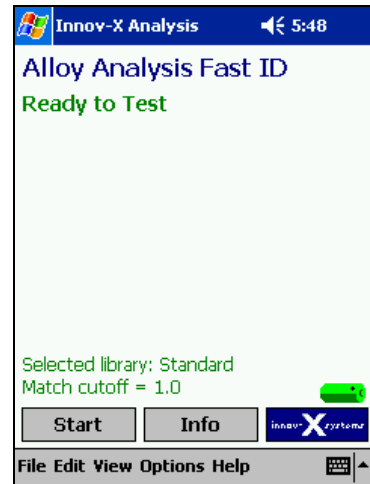 Innov-X Analysis 5:48
Alloy Analysis Fast ID
Ready to Test
Selected library: Standard
Match cutoff = 1.0
Start Info innov-X systems
File Edit View Options Help